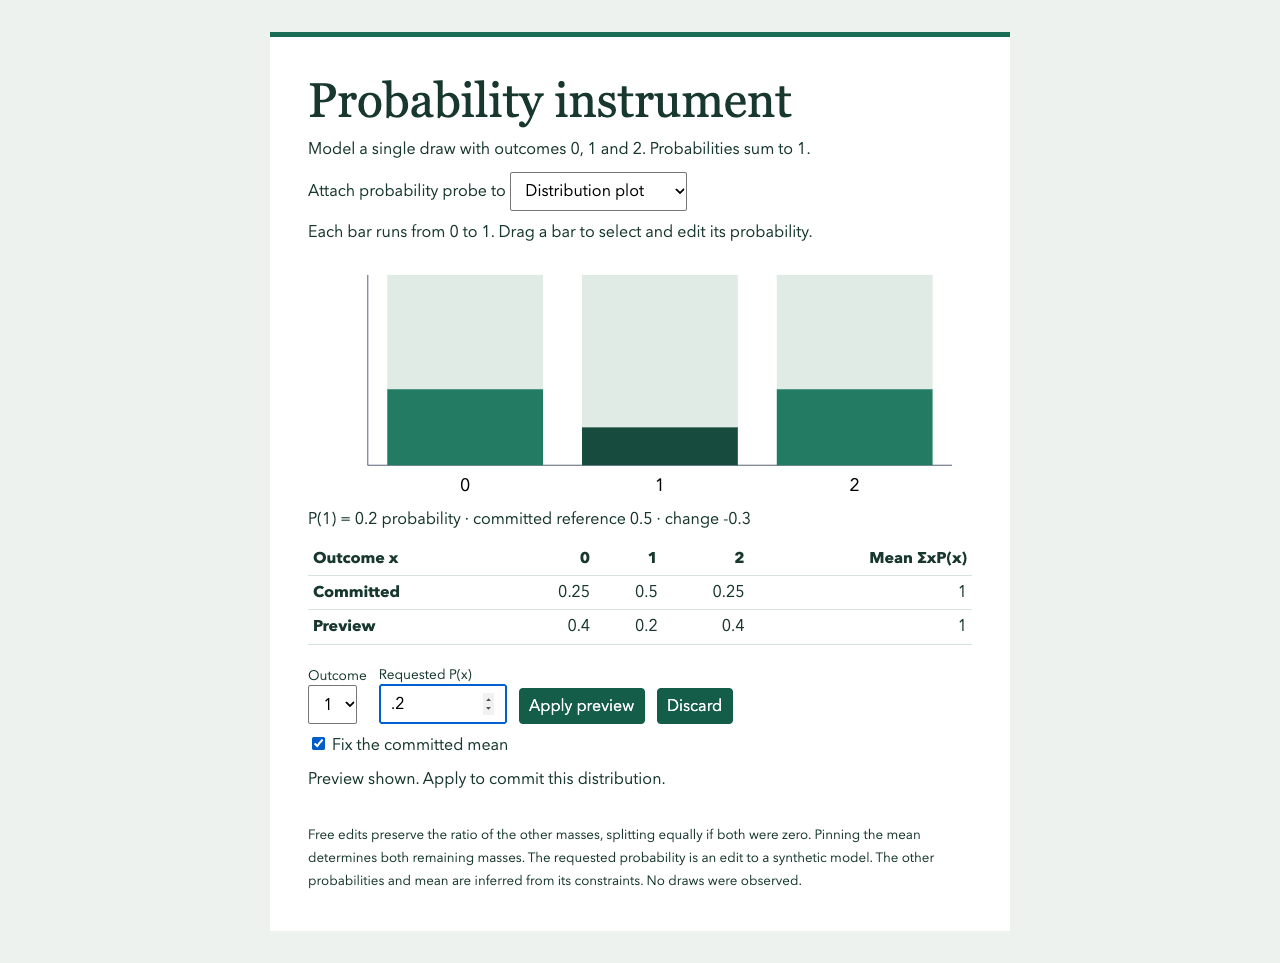 Probability instrument
Model a single draw with outcomes 0, 1 and 2. Probabilities sum to 1.
Attach probability probe to Distribution plot
Each bar runs from 0 to 1. Drag a bar to select and edit its probability.
0 1 2
P(1) = 0.2 probability · committed reference 0.5 · change -0.3
Outcome x 0 1 2 Mean ΣxP(x)
Committed 0.25 0.5 0.25 1
Preview 0.4 0.2 0.4 1
Outcome Requested P(x)
1 .2 Apply preview Discard
Fix the committed mean
Preview shown. Apply to commit this distribution.
Free edits preserve the ratio of the other masses, splitting equally if both were zero. Pinning the mean
determines both remaining masses. The requested probability is an edit to a synthetic model. The other
probabilities and mean are inferred from its constraints. No draws were observed.